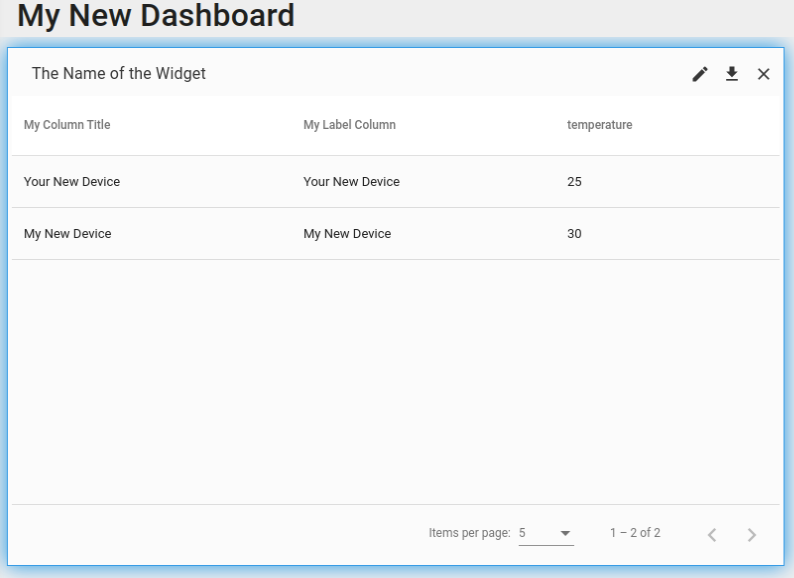 My New Dashboard
The Name of the Widget
My Column Title My Label Column temperature
Your New Device Your New Device 25
My New Device My New Device 30
Items per page: 5 1 – 2 of 2